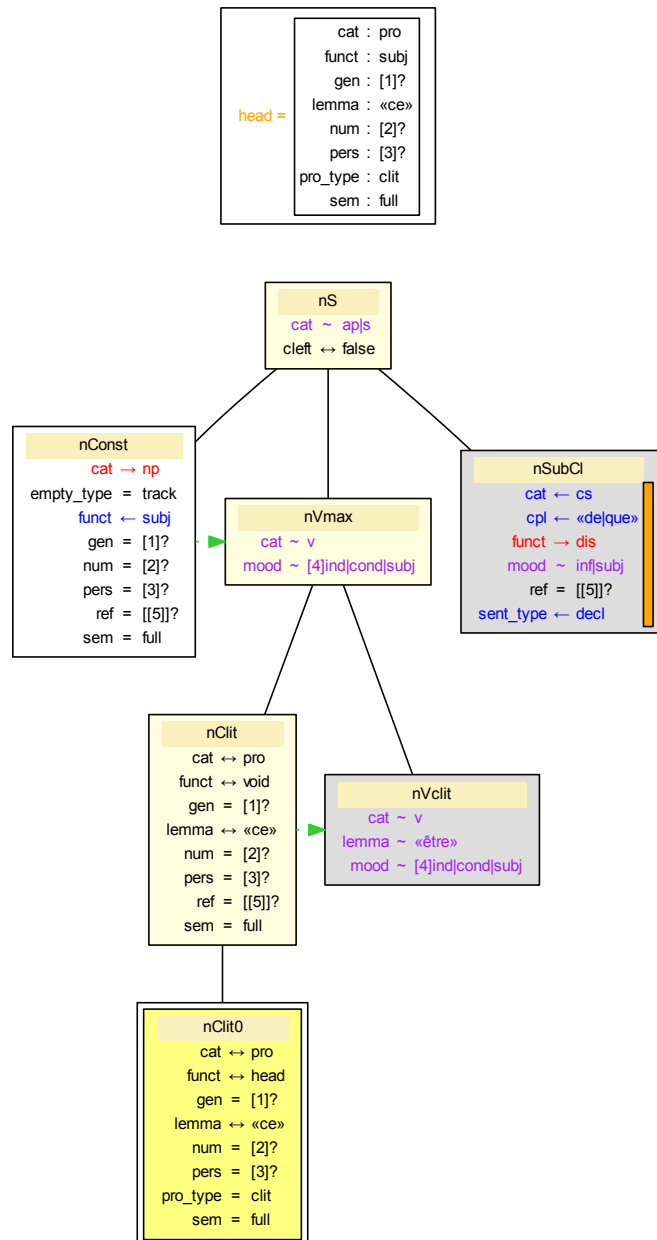 head =
cat : pro
funct : subj
gen : [1]?
lemma : «ce»
num : [2]?
pers : [3]?
pro_type : clit
sem : full
nS
cat ~ ap|s
cleft ↔ false
nConst
cat → np
empty_type = track
funct ← subj
gen = [1]?
num = [2]?
pers = [3]?
ref = [[5]]?
sem = full
nVmax
cat ~ v
mood ~ [4]ind|cond|subj
nSubCl
cat ← cs
cpl ← «de|que»
funct → dis
mood ~ inf|subj
ref = [[5]]?
sent_type ← decl
nClit
cat ↔ pro
funct ↔ void
gen = [1]?
lemma ↔ «ce»
num = [2]?
pers = [3]?
ref = [[5]]?
sem = full
nVclit
cat ~ v
lemma ~ «être»
mood ~ [4]ind|cond|subj
nClit0
cat ↔ pro
funct ↔ head
gen = [1]?
lemma ↔ «ce»
num = [2]?
pers = [3]?
pro_type = clit
sem = full